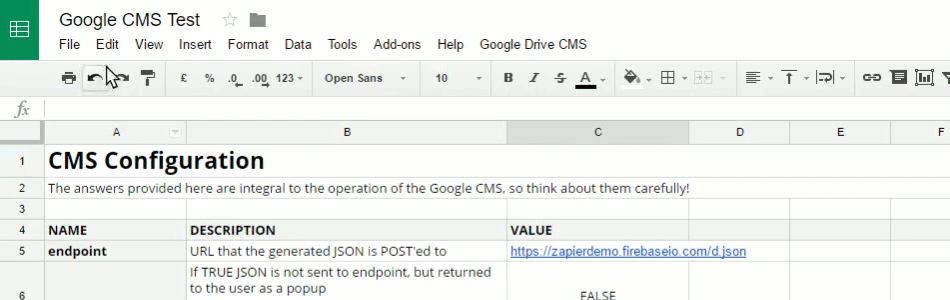 Google CMS Test
File Edit View Insert Format Data Tools Add-ons Help Google Drive CMS
£ % .0 .00 123 Open Sans 10 B I S A
fx
A B C D E F
1 CMS Configuration
2 The answers provided here are integral to the operation of the Google CMS, so think about them carefully!
3
4 NAME DESCRIPTION VALUE
5 endpoint URL that the generated JSON is POST'ed to https://zapierdemo.firebaseio.com/d.json
If TRUE JSON is not sent to endpoint, but returned
to the user as a popup
6 FALSE